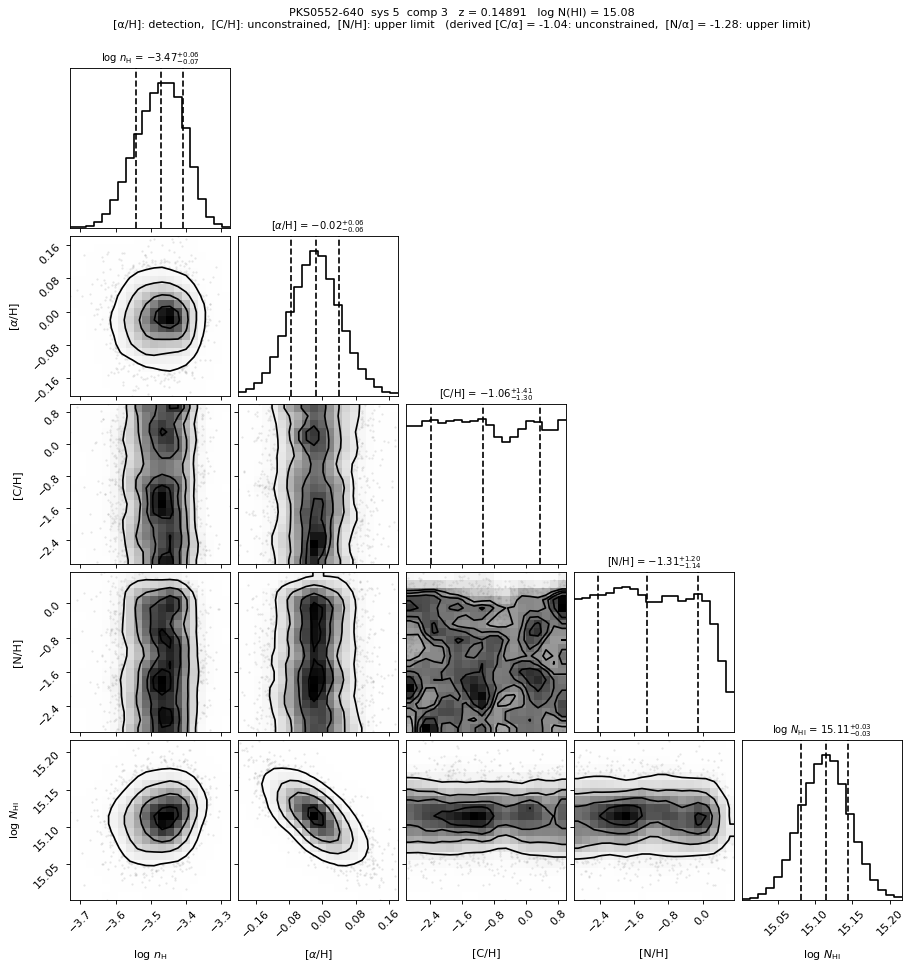 PKS0552-640 sys 5 comp 3 z = 0.14891 log N(HI) = 15.08
[α/H]: detection, [C/H]: unconstrained, [N/H]: upper limit (derived [C/α] = -1.04: unconstrained, [N/α] = -1.28: upper limit)
log n_H = −3.47 +0.06 −0.07
[α/H] = −0.02 +0.06 −0.06
[α/H]
0.16
0.08
0.00
−0.08
−0.16
[C/H] = −1.06 +1.41 −1.30
[C/H]
0.8
0.0
−0.8
−1.6
−2.4
[N/H] = −1.31 +1.20 −1.14
[N/H]
0.0
−0.8
−1.6
−2.4
log N_HI = 15.11 +0.03 −0.03
log N_HI
15.20
15.15
15.10
15.05
−3.7 −3.6 −3.5 −3.4 −3.3
−0.16 −0.08 0.00 0.08 0.16
−2.4 −1.6 −0.8 0.0 0.8
−2.4 −1.6 −0.8 0.0
15.05 15.10 15.15 15.20
log n_H [α/H] [C/H] [N/H] log N_HI